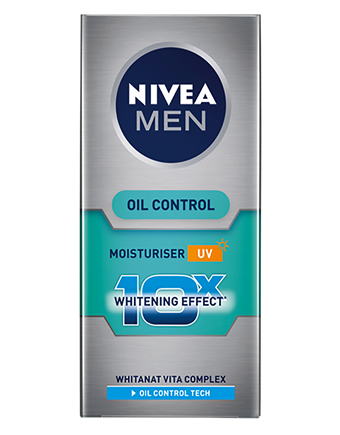 NIVEA
MEN
OIL CONTROL
MOISTURISER UV
10X
WHITENING EFFECT*
WHITANAT VITA COMPLEX
OIL CONTROL TECH